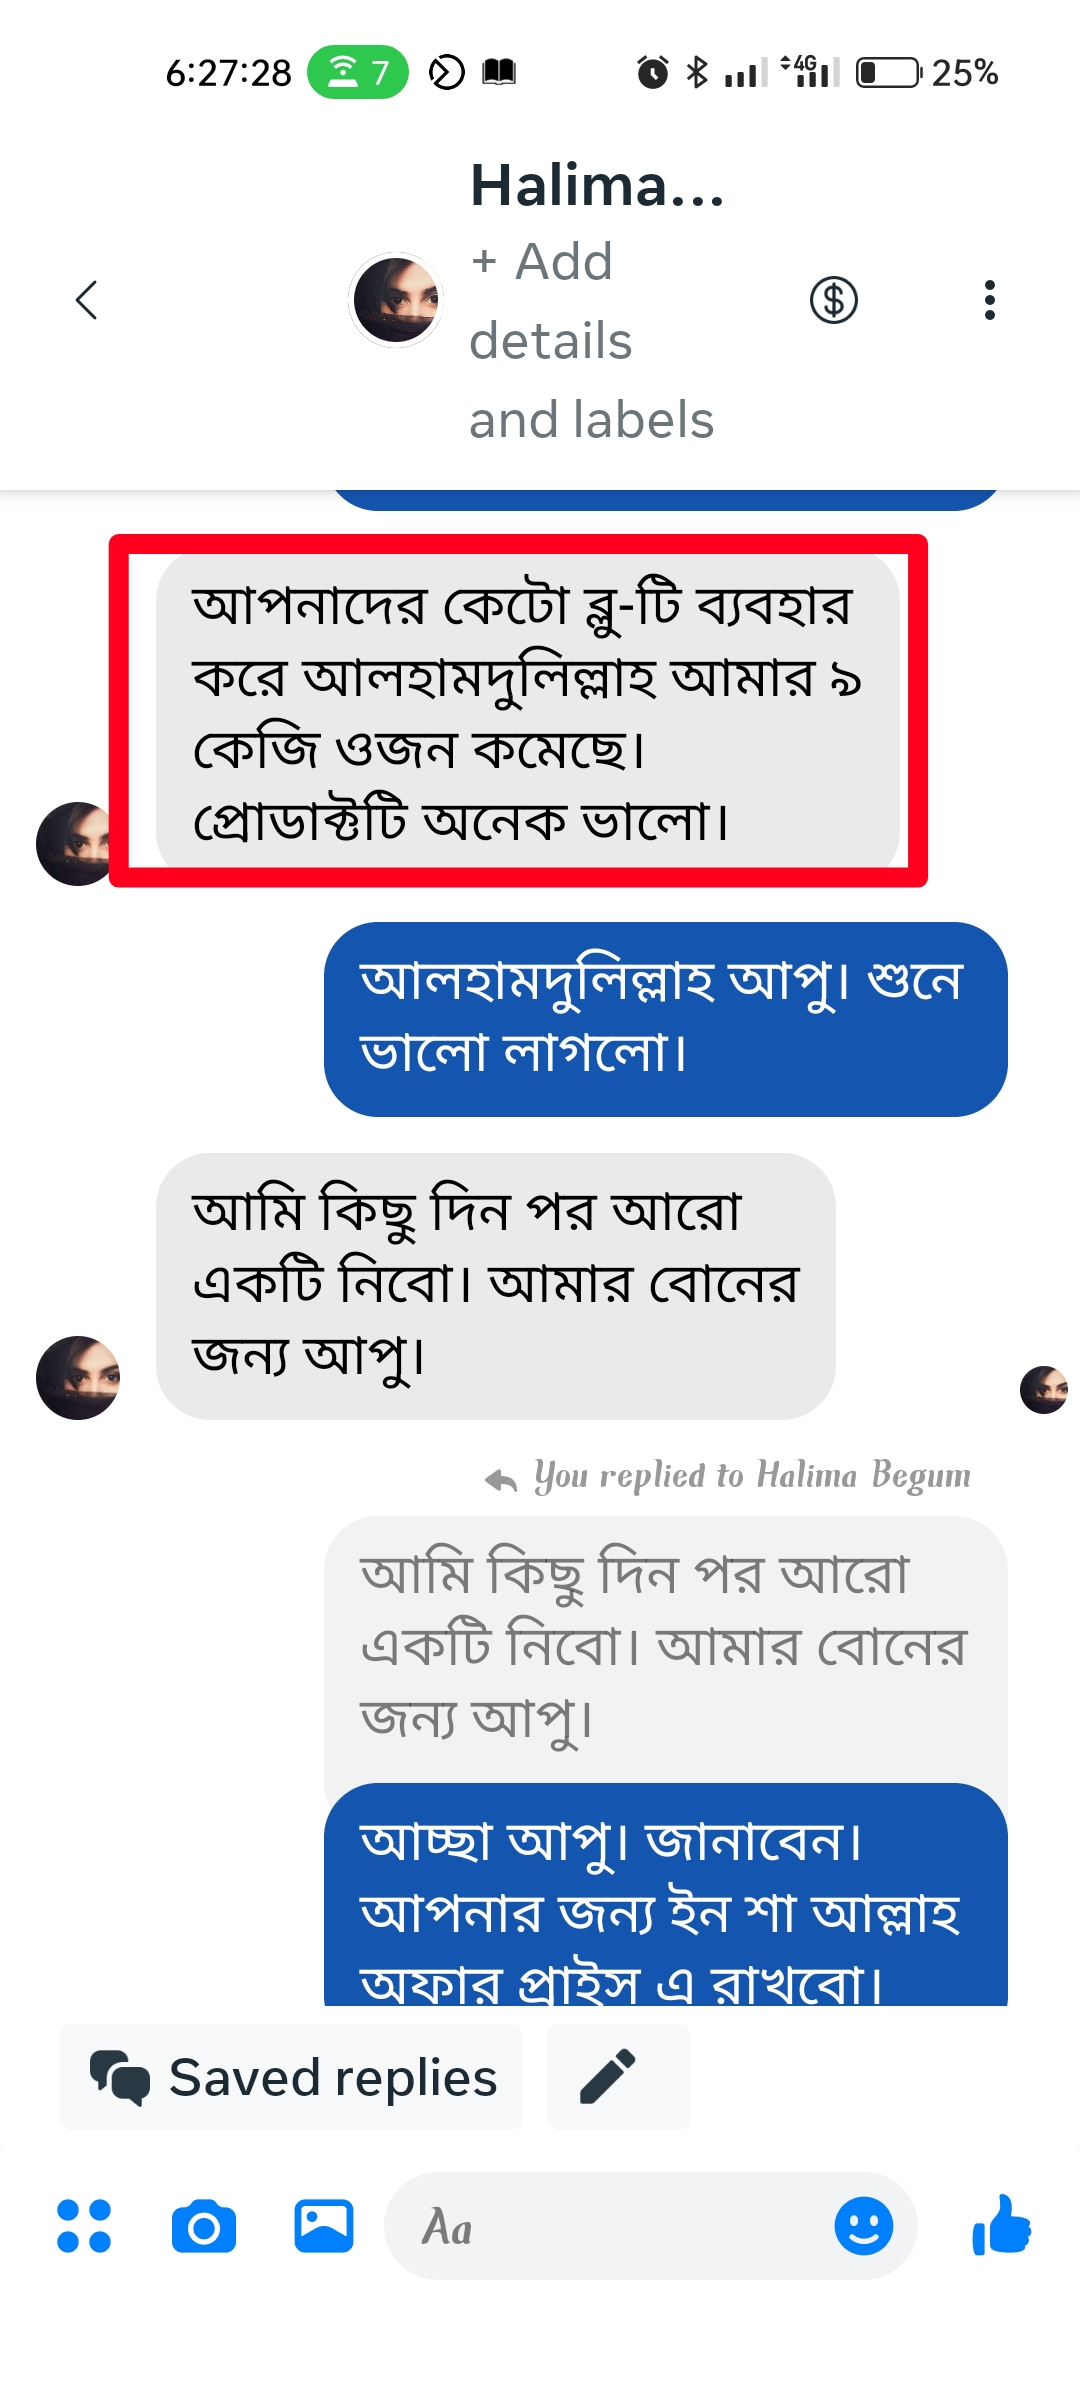 6:27:28
7
4G
25%
Halima...
+ Add
details
and labels
আপনাদের কেটো ব্লু-টি ব্যবহার
করে আলহামদুলিল্লাহ আমার ৯
কেজি ওজন কমেছে।
প্রোডাক্টটি অনেক ভালো।
আলহামদুলিল্লাহ আপু। শুনে
ভালো লাগলো।
আমি কিছু দিন পর আরো
একটি নিবো। আমার বোনের
জন্য আপু।
You replied to Halima Begum
আমি কিছু দিন পর আরো
একটি নিবো। আমার বোনের
জন্য আপু।
আচ্ছা আপু। জানাবেন।
আপনার জন্য ইন শা আল্লাহ
অফার প্রাইস এ রাখবো।
Saved replies
Aa